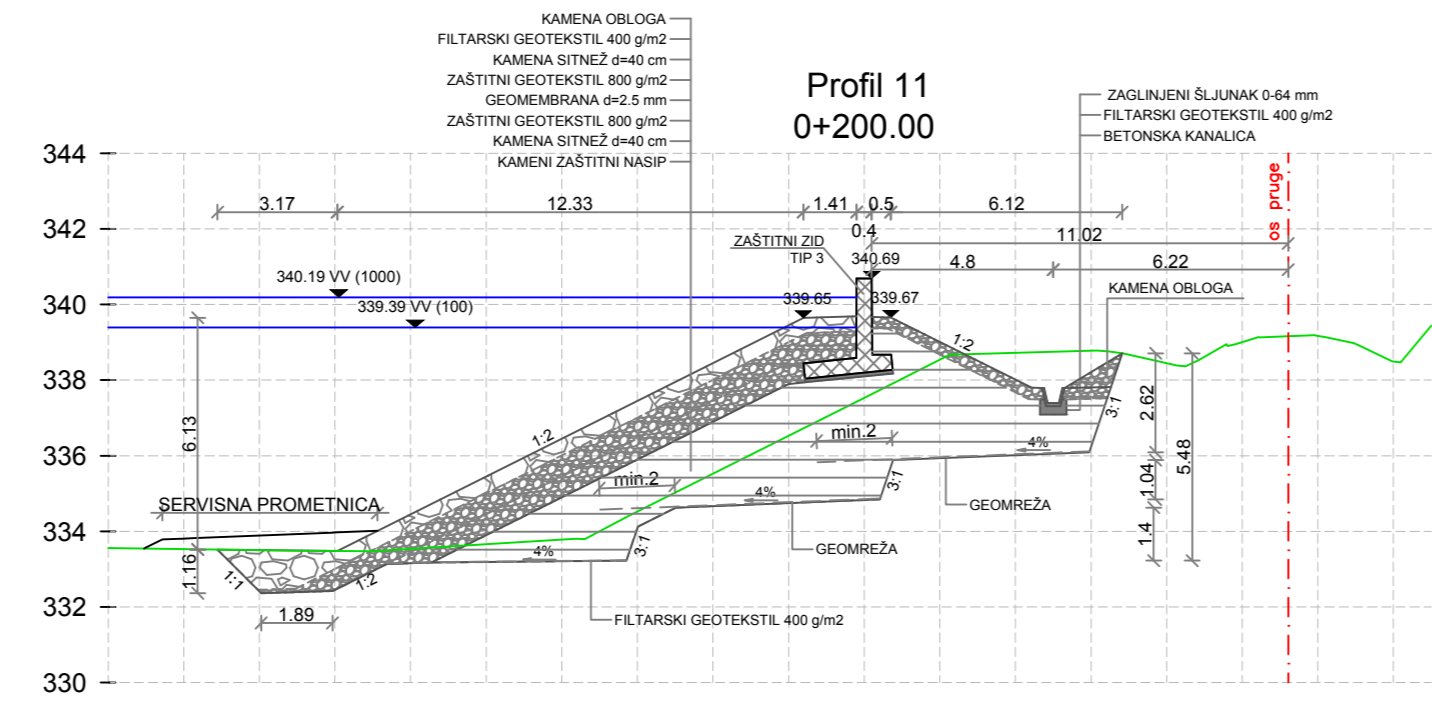 KAMENA OBLOGA
FILTARSKI GEOTEKSTIL 400 g/m2
KAMENA SITNEŽ d=40 cm
ZAŠTITNI GEOTEKSTIL 800 g/m2
GEOMEMBRANA d=2.5 mm
ZAŠTITNI GEOTEKSTIL 800 g/m2
KAMENA SITNEŽ d=40 cm
KAMENI ZAŠTITNI NASIP
Profil 11
0+200.00
ZAGLINJENI ŠLJUNAK 0-64 mm
FILTARSKI GEOTEKSTIL 400 g/m2
BETONSKA KANALICA
344
342
340
338
336
334
332
330
os pruge
3.17
12.33
1.41
0.5
6.12
0.4
11.02
4.8
6.22
ZAŠTITNI ZID
TIP 3
340.69
340.19 VV (1000)
339.39 VV (100)
339.65
339.67
KAMENA OBLOGA
1:2
1:2
6.13
2.62
3:1
5.48
min.2
4%
1.04
min.2
4%
3:1
GEOMREŽA
SERVISNA PROMETNICA
1.4
GEOMREŽA
4%
3:1
1.16
1:1
1:2
1.89
FILTARSKI GEOTEKSTIL 400 g/m2